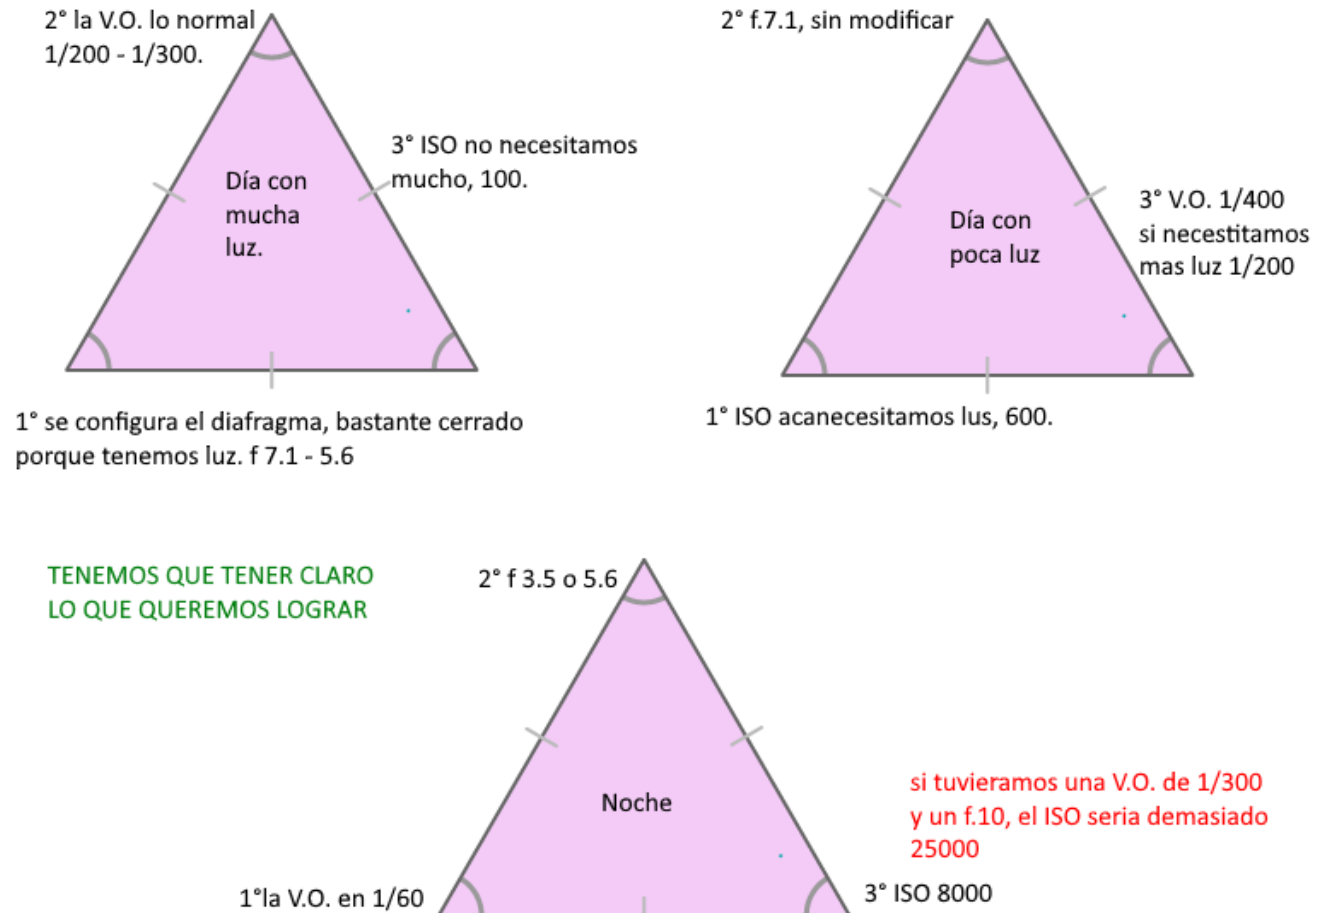 2° la V.O. lo normal
1/200 - 1/300.
3° ISO no necesitamos
mucho, 100.
Día con
mucha
luz.
1° se configura el diafragma, bastante cerrado
porque tenemos luz. f 7.1 - 5.6
2° f.7.1, sin modificar
Día con
poca luz
3° V.O. 1/400
si necestitamos
mas luz 1/200
1° ISO acanecesitamos lus, 600.
TENEMOS QUE TENER CLARO
LO QUE QUEREMOS LOGRAR
2° f 3.5 o 5.6
Noche
si tuvieramos una V.O. de 1/300
y un f.10, el ISO seria demasiado
25000
1°la V.O. en 1/60
3° ISO 8000